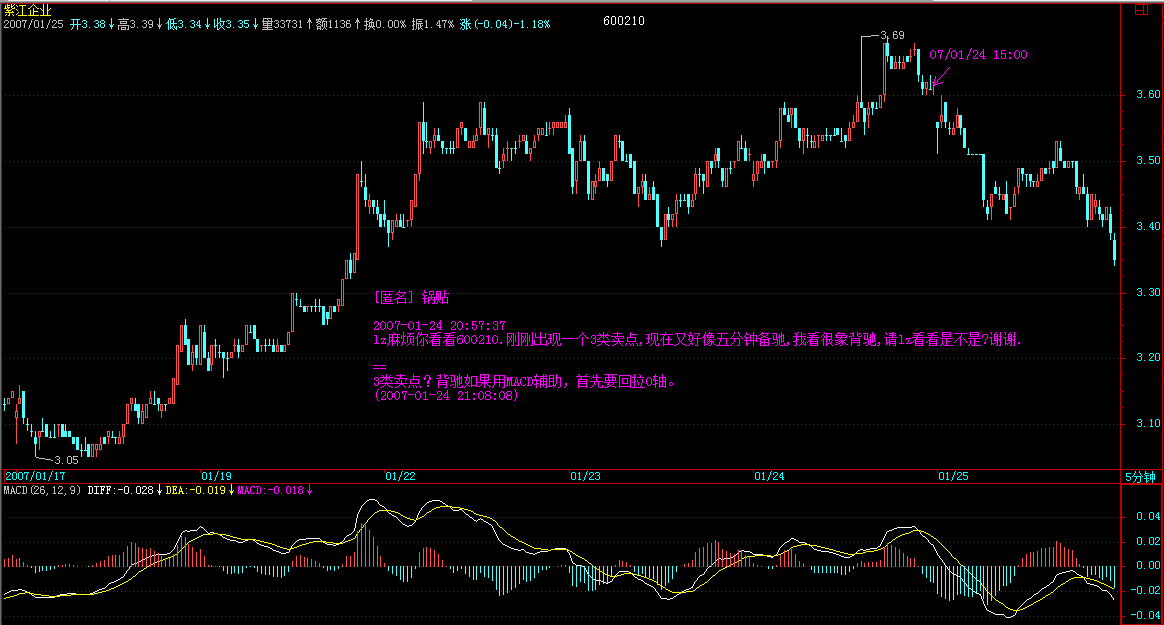 紫江企业
2007/01/25 开3.38↓高3.39↓低3.34↓收3.35↓量33731↑额1136↑换0.00% 振1.47% 涨(-0.04)-1.18%
600210
3.69
07/01/24 15:00
3.60
3.50
3.40
3.30
[匿名] 锅贴
2007-01-24 20:57:37
lz麻烦你看看600210.刚刚出现一个3类卖点,现在又好像五分钟备驰,我看很象背驰,请lz看看是不是?谢谢.
3.20
==
3类卖点？背驰如果用MACD辅助，首先要回拉0轴。
(2007-01-24 21:08:08)
3.10
3.05
2007/01/17 01/19 01/22 01/23 01/24 01/25 5分钟
MACD(26,12,9) DIFF:-0.028↓DEA:-0.019↓MACD:-0.018↓
0.04
0.02
0.00
-0.02
-0.04